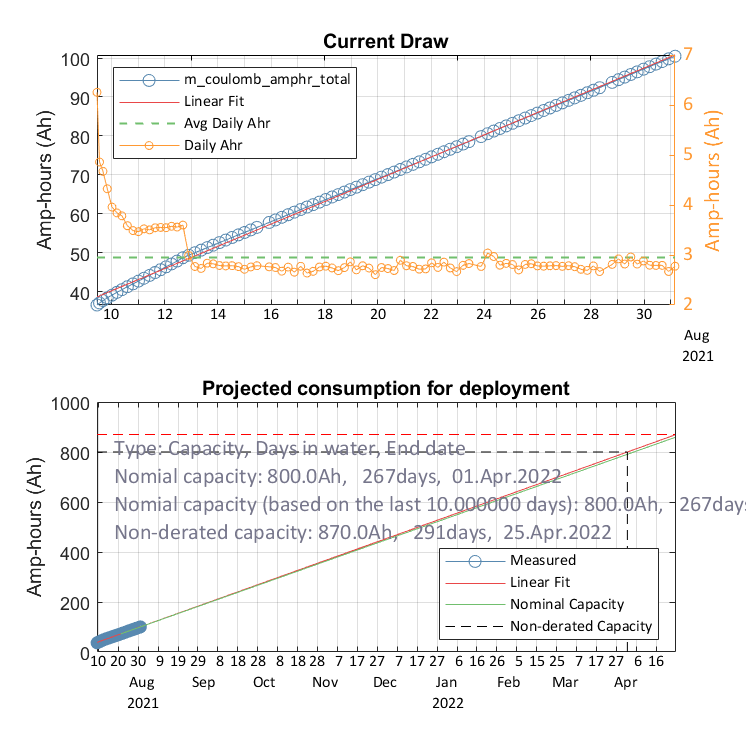 Current Draw
100
90
80
70
60
50
40
Amp-hours (Ah)
m_coulomb_amphr_total
Linear Fit
Avg Daily Ahr
Daily Ahr
7
6
5
4
3
2
Amp-hours (Ah)
10 12 14 16 18 20 22 24 26 28 30
Aug
2021
Projected consumption for deployment
1000
800
600
400
200
0
Amp-hours (Ah)
Type: Capacity, Days in water, End date
Nomial capacity: 800.0Ah, 267days, 01.Apr.2022
Nomial capacity (based on the last 10.000000 days): 800.0Ah, 267days
Non-derated capacity: 870.0Ah, 291days, 25.Apr.2022
Measured
Linear Fit
Nominal Capacity
Non-derated Capacity
10 20 30 9 19 29 8 18 28 8 18 28 7 17 27 7 17 27 6 16 26 5 15 25 7 17 27 6 16
Aug Sep Oct Nov Dec Jan Feb Mar Apr
2021 2022